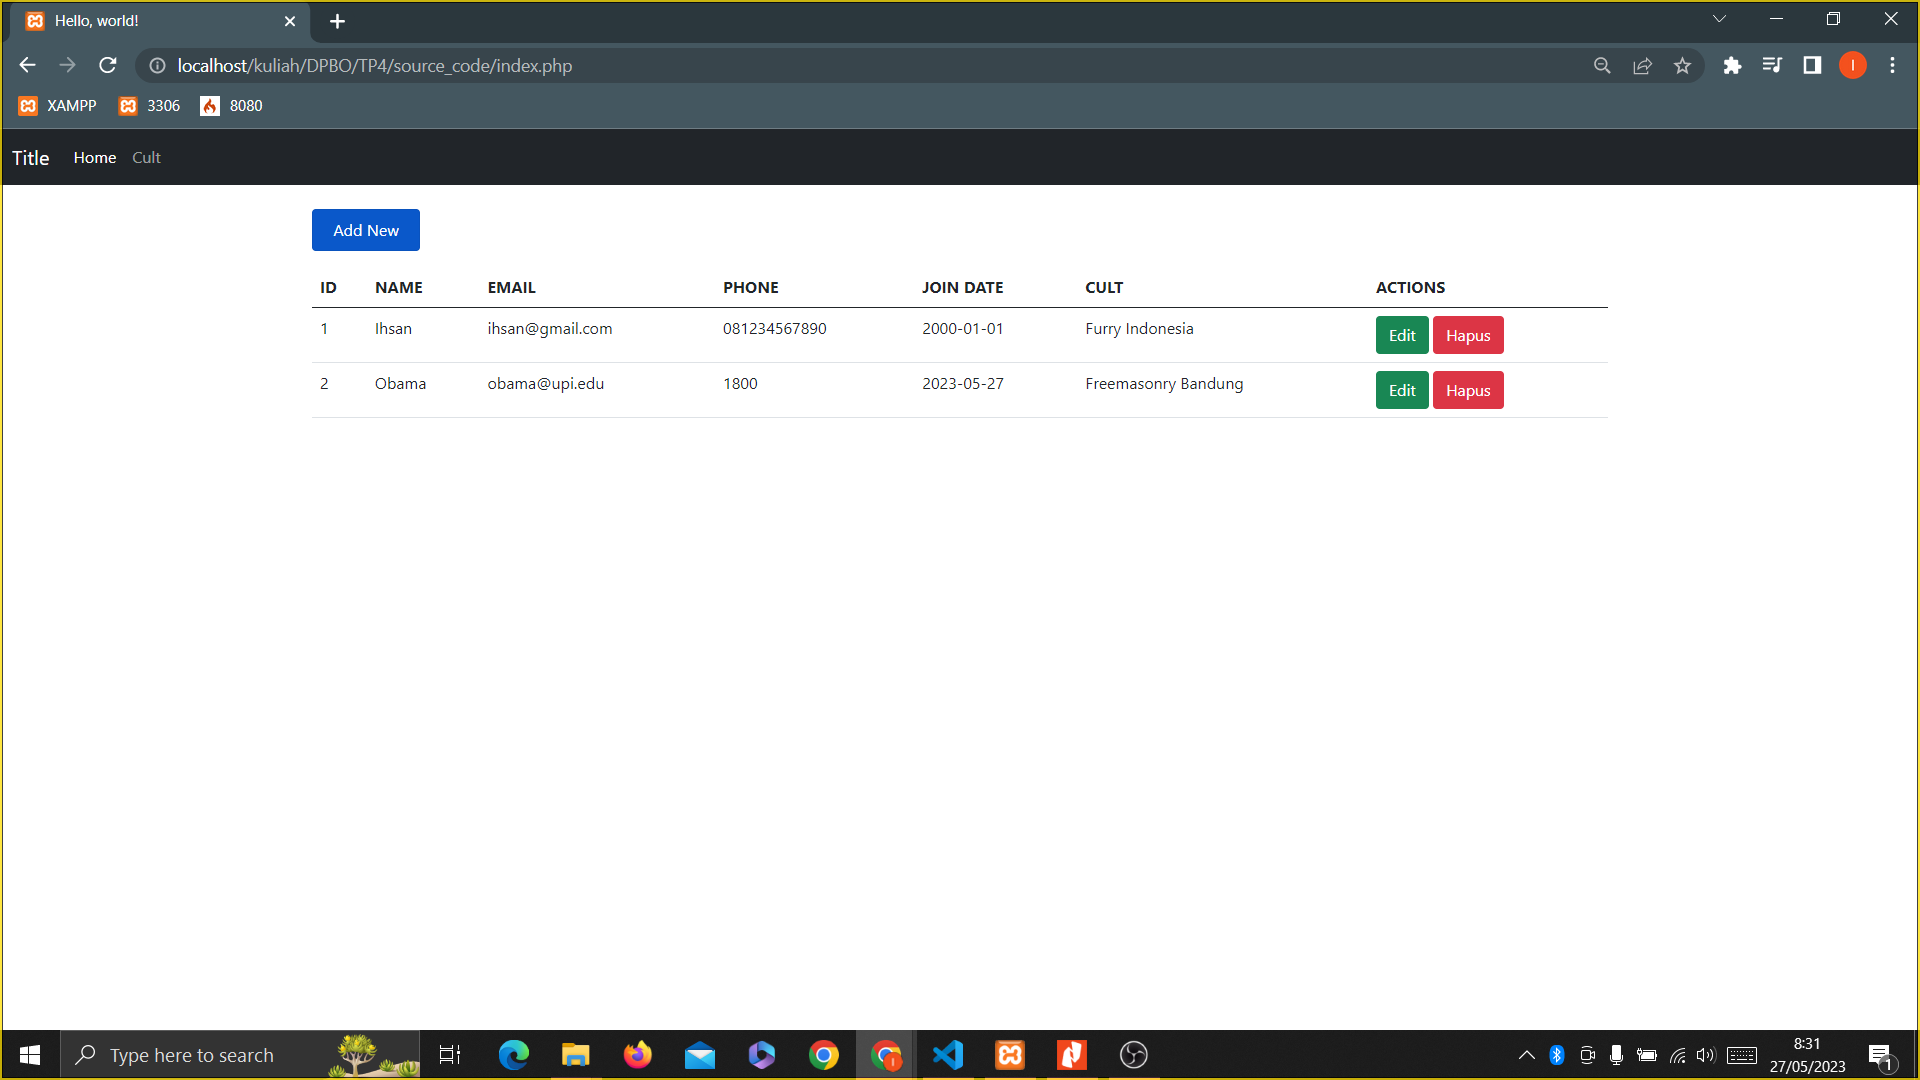 Hello, world!
localhost/kuliah/DPBO/TP4/source_code/index.php
I
XAMPP 3306 8080
Title Home Cult
Add New
ID NAME EMAIL PHONE JOIN DATE CULT ACTIONS
1 Ihsan ihsan@gmail.com 081234567890 2000-01-01 Furry Indonesia Edit Hapus
2 Obama obama@upi.edu 1800 2023-05-27 Freemasonry Bandung Edit Hapus
Type here to search
8:31
27/05/2023
1